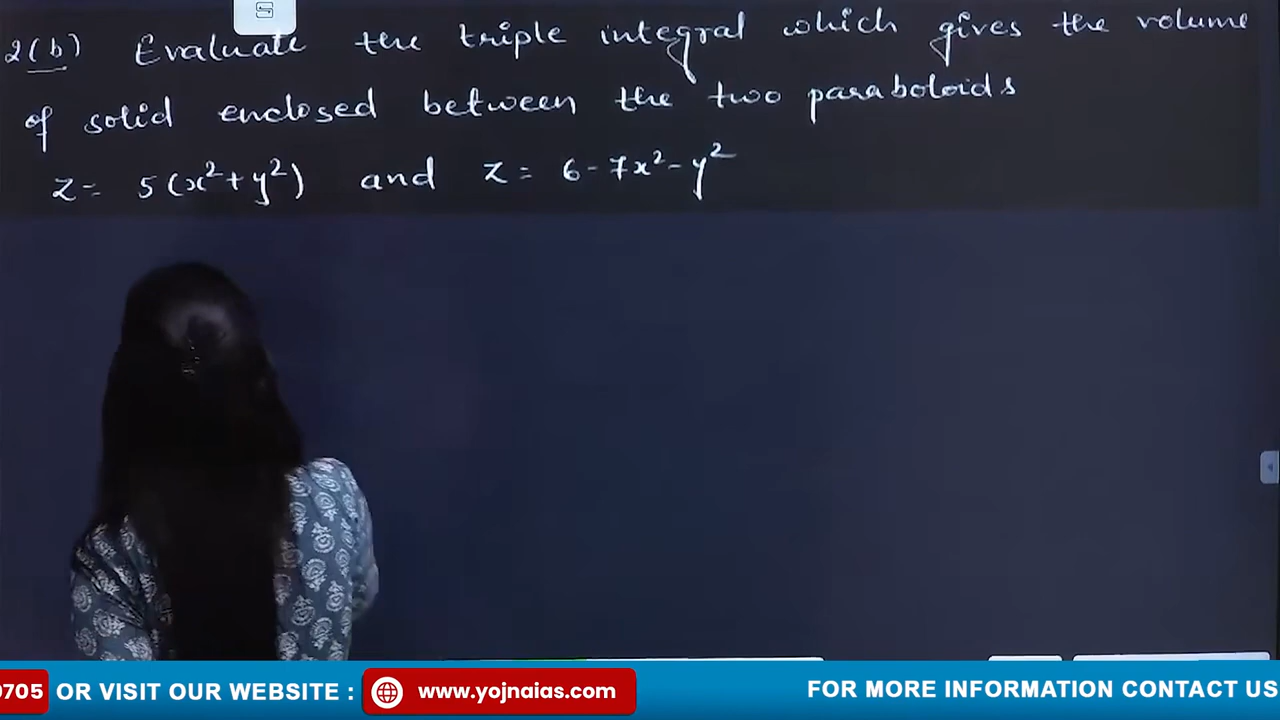 2(b) Evaluate the triple integral which gives the volume
of solid enclosed between the two paraboloids
z = 5(x²+y²) and z = 6-7x²-y²
0705 OR VISIT OUR WEBSITE : www.yojnaias.com FOR MORE INFORMATION CONTACT US